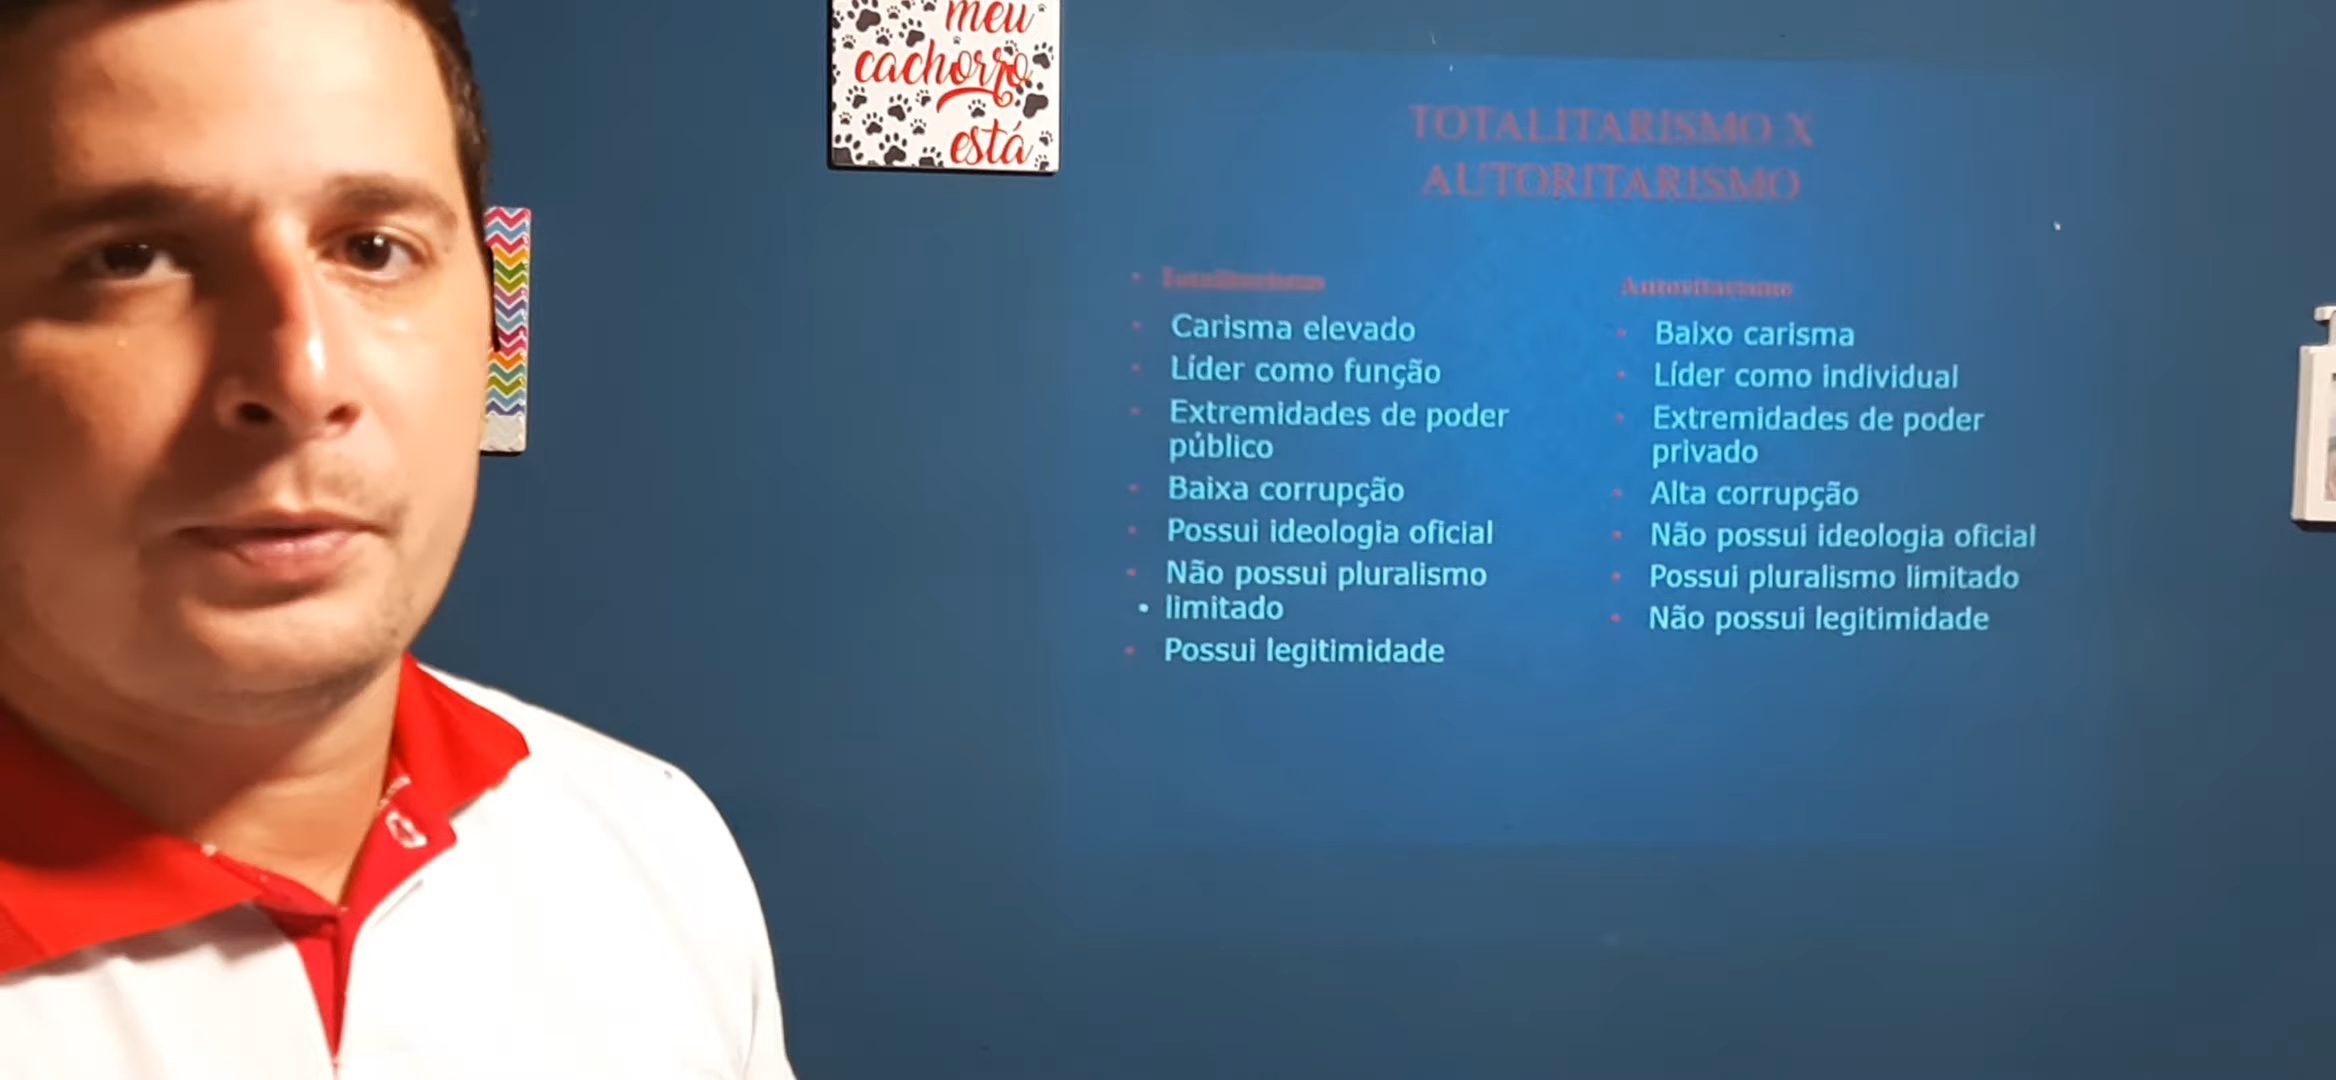 meu
cachorro
está
TOTALITARISMO X
AUTORITARISMO
Totalitarismo
Carisma elevado
Líder como função
Extremidades de poder
público
Baixa corrupção
Possui ideologia oficial
Não possui pluralismo
• limitado
Possui legitimidade
Autoritarismo
Baixo carisma
Líder como individual
Extremidades de poder
privado
Alta corrupção
Não possui ideologia oficial
Possui pluralismo limitado
Não possui legitimidade